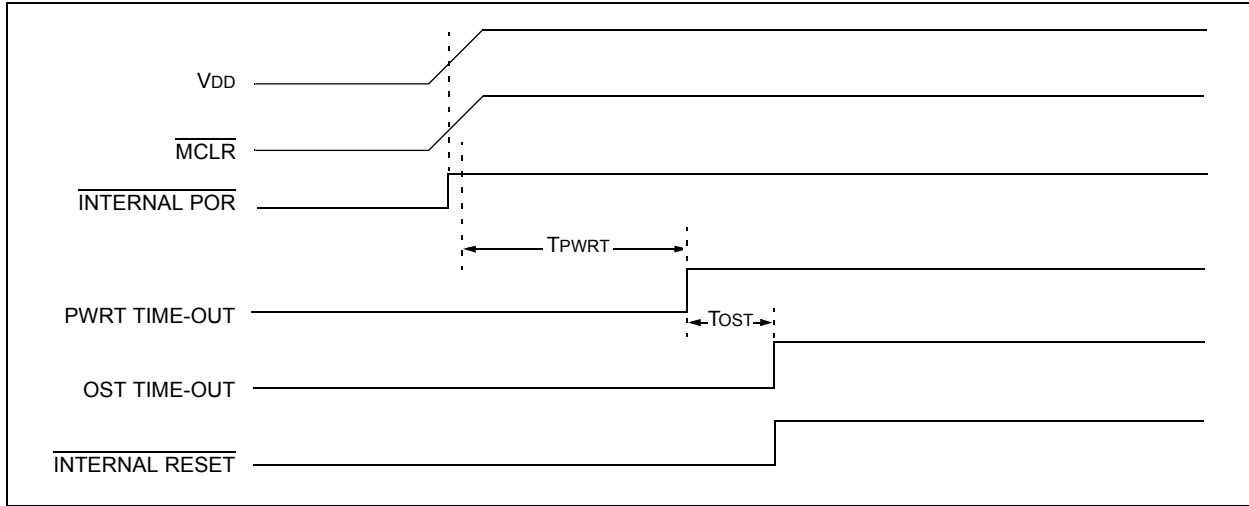 VDD
MCLR
INTERNAL POR
TPWRT
PWRT TIME-OUT
TOST
OST TIME-OUT
INTERNAL RESET